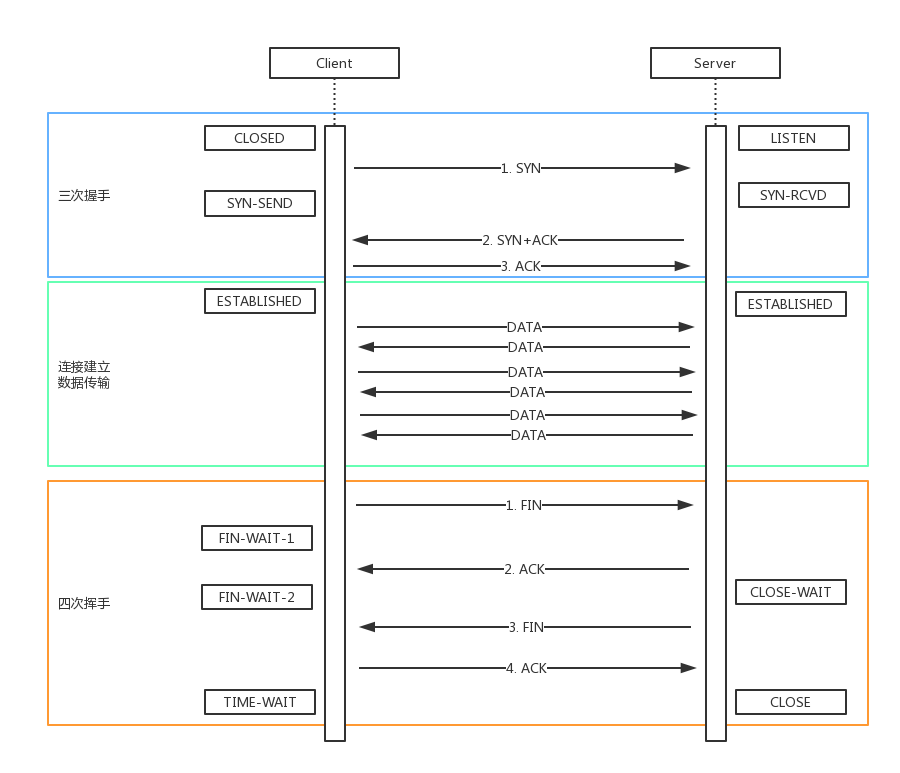 Client
Server
CLOSED
LISTEN
1. SYN
三次握手
SYN-SEND
SYN-RCVD
2. SYN+ACK
3. ACK
ESTABLISHED
ESTABLISHED
DATA
DATA
连接建立
数据传输
DATA
DATA
DATA
DATA
1. FIN
FIN-WAIT-1
2. ACK
CLOSE-WAIT
FIN-WAIT-2
四次挥手
3. FIN
4. ACK
TIME-WAIT
CLOSE